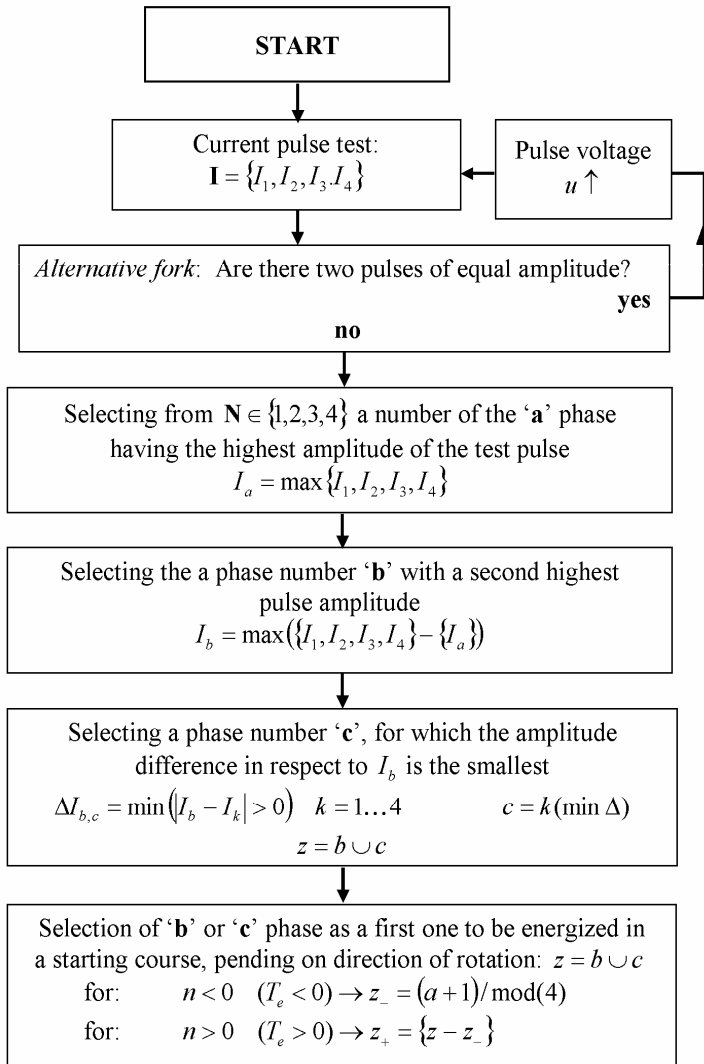 START
Current pulse test:
I = {I₁, I₂, I₃.I₄}
Pulse voltage
u ↑
Alternative fork: Are there two pulses of equal amplitude?
yes
no
Selecting from N ∈ {1,2,3,4} a number of the ‘a’ phase
having the highest amplitude of the test pulse
Iₐ = max{I₁, I₂, I₃, I₄}
Selecting the a phase number ‘b’ with a second highest
pulse amplitude
I_b = max({I₁, I₂, I₃, I₄} − {Iₐ})
Selecting a phase number ‘c’, for which the amplitude
difference in respect to I_b is the smallest
ΔI_b,c = min(|I_b − I_k| > 0) k = 1…4 c = k(min Δ)
z = b ∪ c
Selection of ‘b’ or ‘c’ phase as a first one to be energized in
a starting course, pending on direction of rotation: z = b ∪ c
for: n < 0 (Tₑ < 0) → z₋ = (a + 1)/mod(4)
for: n > 0 (Tₑ > 0) → z₊ = {z − z₋}